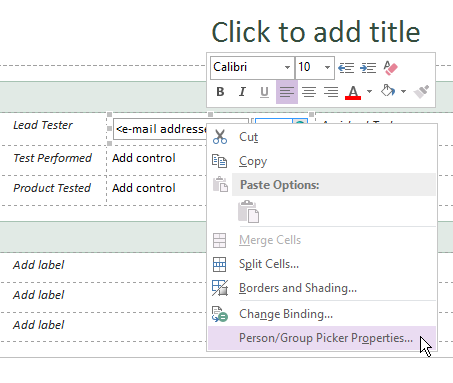 Click to add title
Calibri 10
B I U A
Lead Tester
<e-mail addresse
Test Performed Add control
Product Tested Add control
Add label
Add label
Add label
Cut
Copy
Paste Options:
Merge Cells
Split Cells...
Borders and Shading...
Change Binding...
Person/Group Picker Properties...